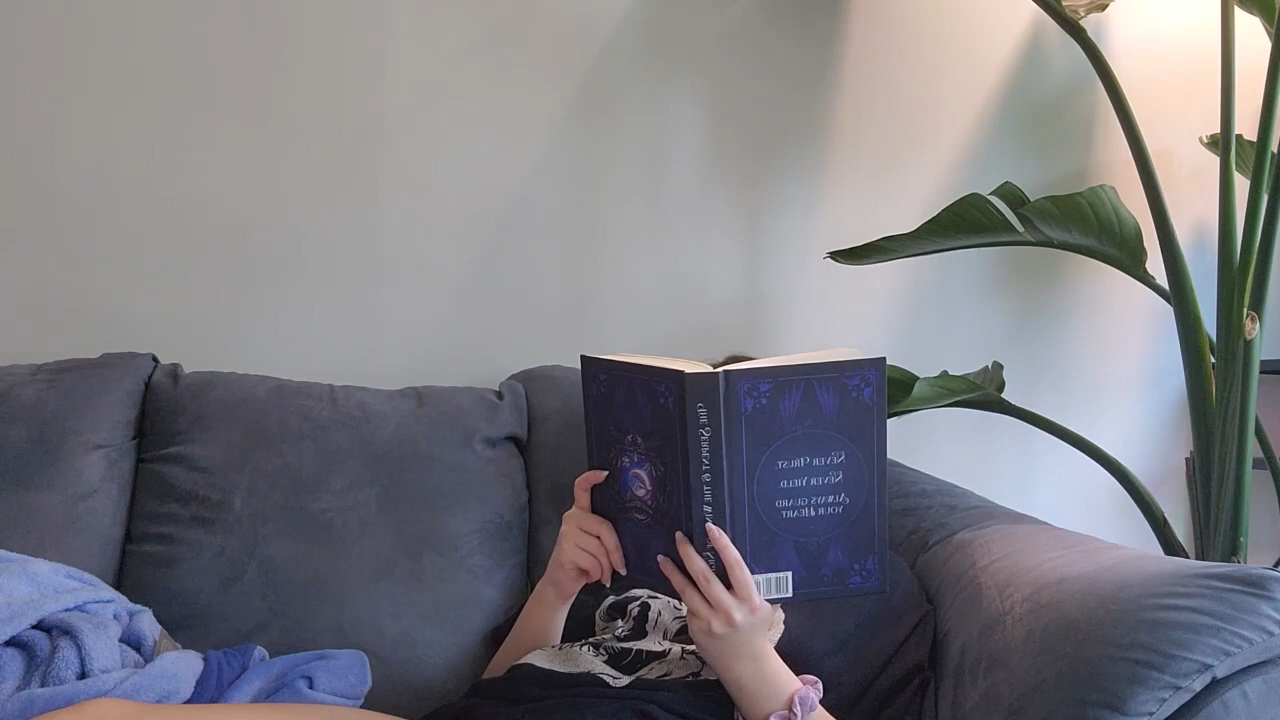 THE SERPENT & THE
NEVER TRUST.
NEVER YIELD.
ALWAYS GUARD
YOUR HEART.